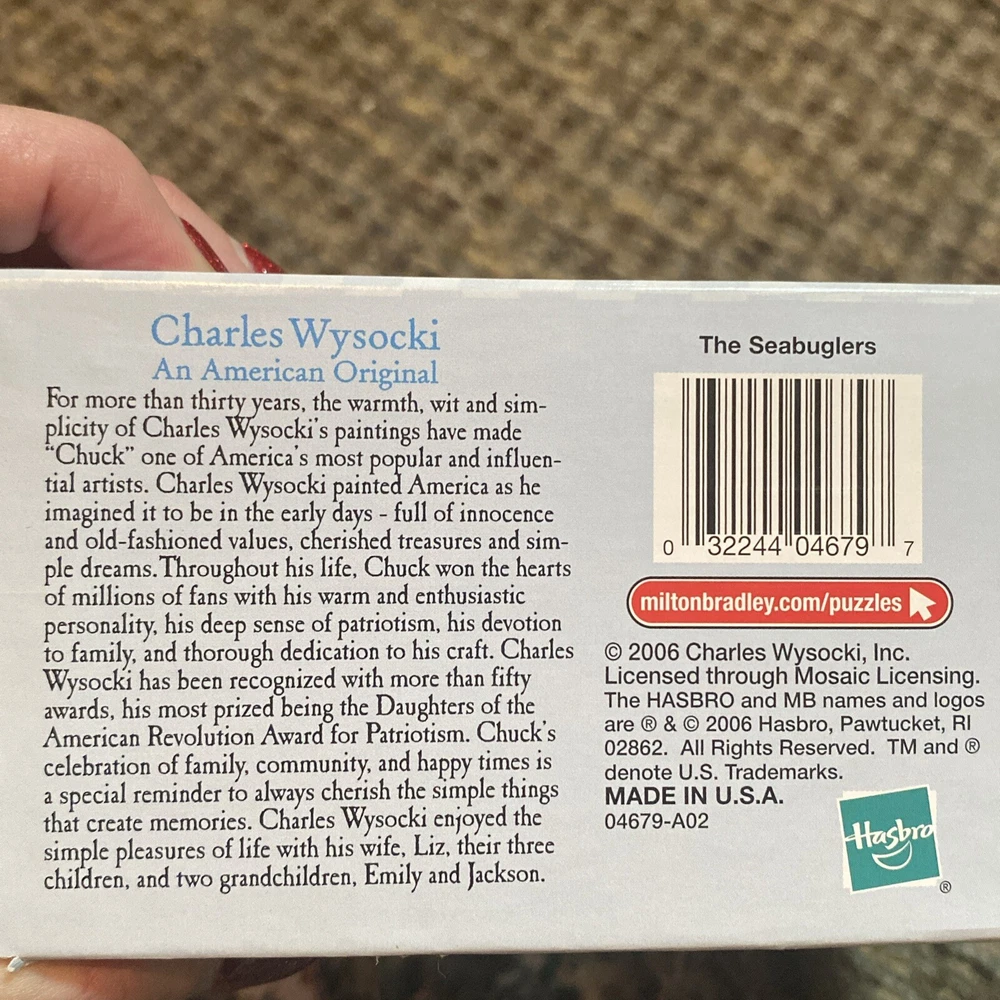 Charles Wysocki
An American Original
For more than thirty years, the warmth, wit and sim-
plicity of Charles Wysocki's paintings have made
“Chuck” one of America's most popular and influen-
tial artists. Charles Wysocki painted America as he
imagined it to be in the early days - full of innocence
and old-fashioned values, cherished treasures and sim-
ple dreams. Throughout his life, Chuck won the hearts
of millions of fans with his warm and enthusiastic
personality, his deep sense of patriotism, his devotion
to family, and thorough dedication to his craft. Charles
Wysocki has been recognized with more than fifty
awards, his most prized being the Daughters of the
American Revolution Award for Patriotism. Chuck's
celebration of family, community, and happy times is
a special reminder to always cherish the simple things
that create memories. Charles Wysocki enjoyed the
simple pleasures of life with his wife, Liz, their three
children, and two grandchildren, Emily and Jackson.
The Seabuglers
0 32244 04679 7
miltonbradley.com/puzzles
© 2006 Charles Wysocki, Inc.
Licensed through Mosaic Licensing.
The HASBRO and MB names and logos
are ® & © 2006 Hasbro, Pawtucket, RI
02862. All Rights Reserved. TM and ®
denote U.S. Trademarks.
MADE IN U.S.A.
04679-A02
Hasbro
®